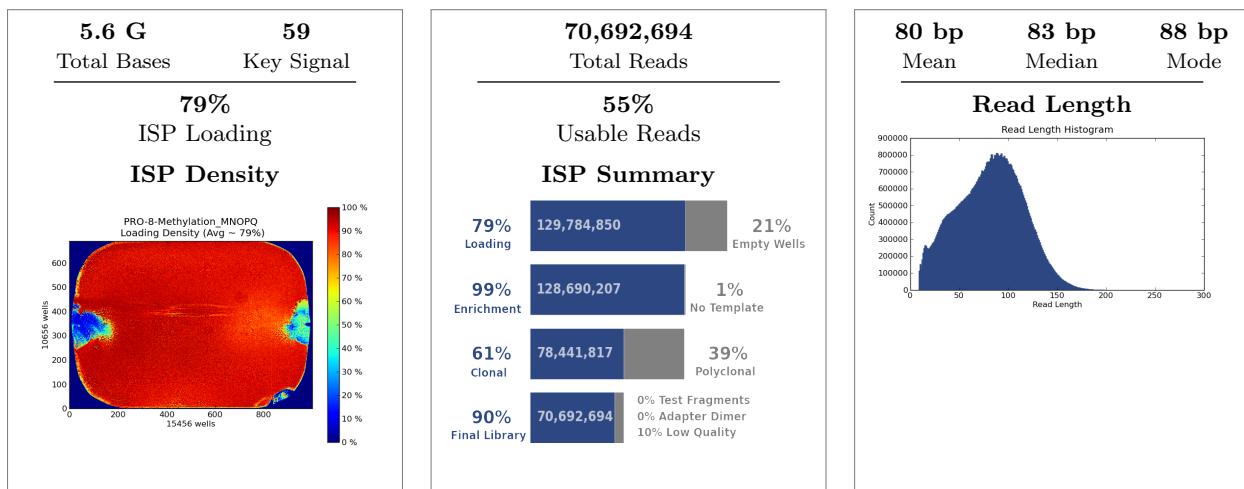 5.6 G
Total Bases
59
Key Signal
79%
ISP Loading
ISP Density
PRO-8-Methylation_MNOPQ
Loading Density (Avg ~ 79%)
100 %
90 %
80 %
70 %
60 %
50 %
40 %
30 %
20 %
10 %
0 %
600
500
400
300
200
100
0
10656 wells
0 200 400 600 800
15456 wells
70,692,694
Total Reads
55%
Usable Reads
ISP Summary
79%
Loading
129,784,850
21%
Empty Wells
99%
Enrichment
128,690,207
1%
No Template
61%
Clonal
78,441,817
39%
Polyclonal
90%
Final Library
70,692,694
0% Test Fragments
0% Adapter Dimer
10% Low Quality
80 bp
Mean
83 bp
Median
88 bp
Mode
Read Length
Read Length Histogram
900000
800000
700000
600000
500000
400000
300000
200000
100000
0
Count
0 50 100 150 200 250 300
Read Length